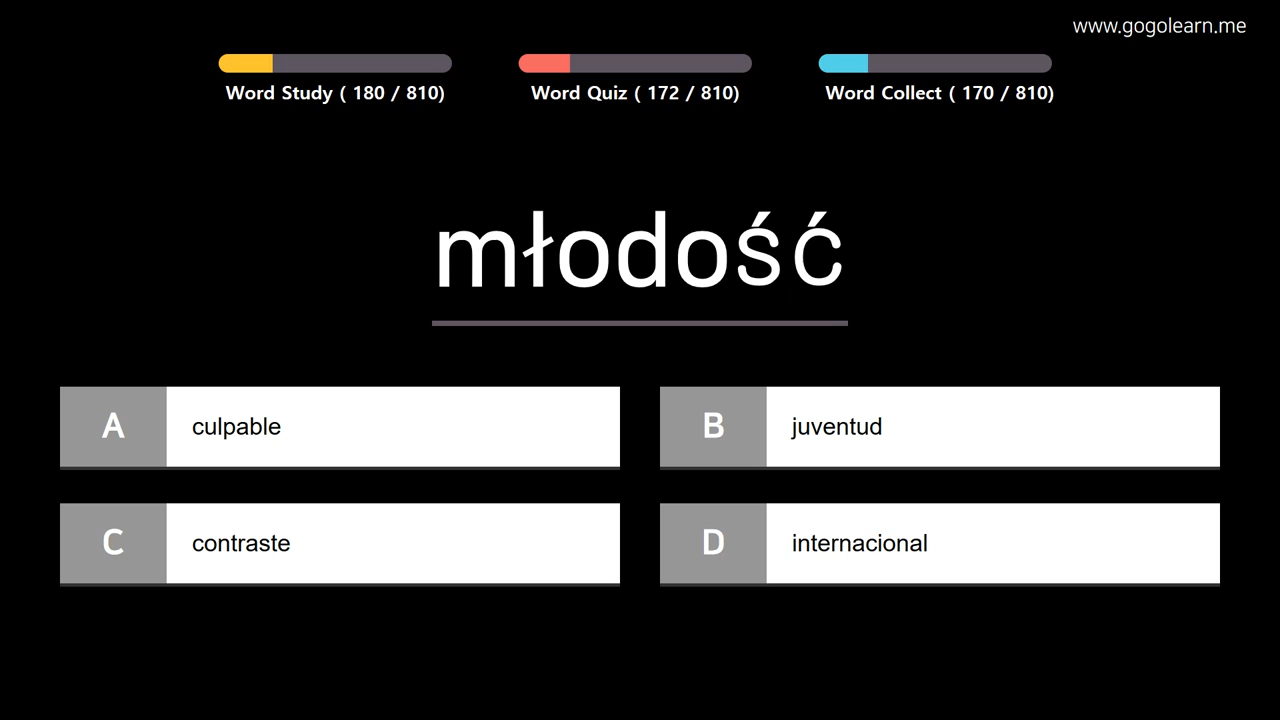 www.gogolearn.me
Word Study ( 180 / 810)
Word Quiz ( 172 / 810)
Word Collect ( 170 / 810)
młodość
A culpable
B juventud
C contraste
D internacional